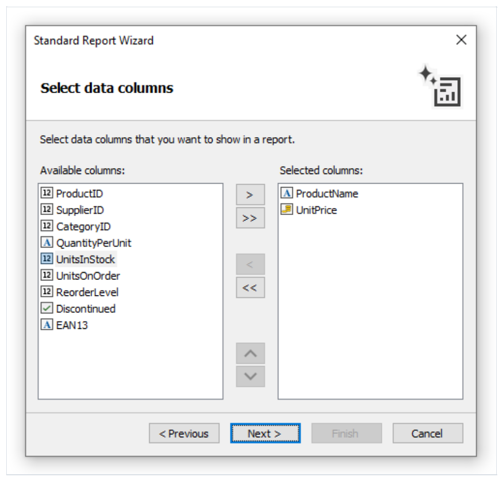 Standard Report Wizard
Select data columns
Select data columns that you want to show in a report.
Available columns:
12 ProductID
12 SupplierID
12 CategoryID
A QuantityPerUnit
12 UnitsInStock
12 UnitsOnOrder
12 ReorderLevel
Discontinued
A EAN13
>
>>
<
<<
Selected columns:
A ProductName
UnitPrice
< Previous
Next >
Finish
Cancel